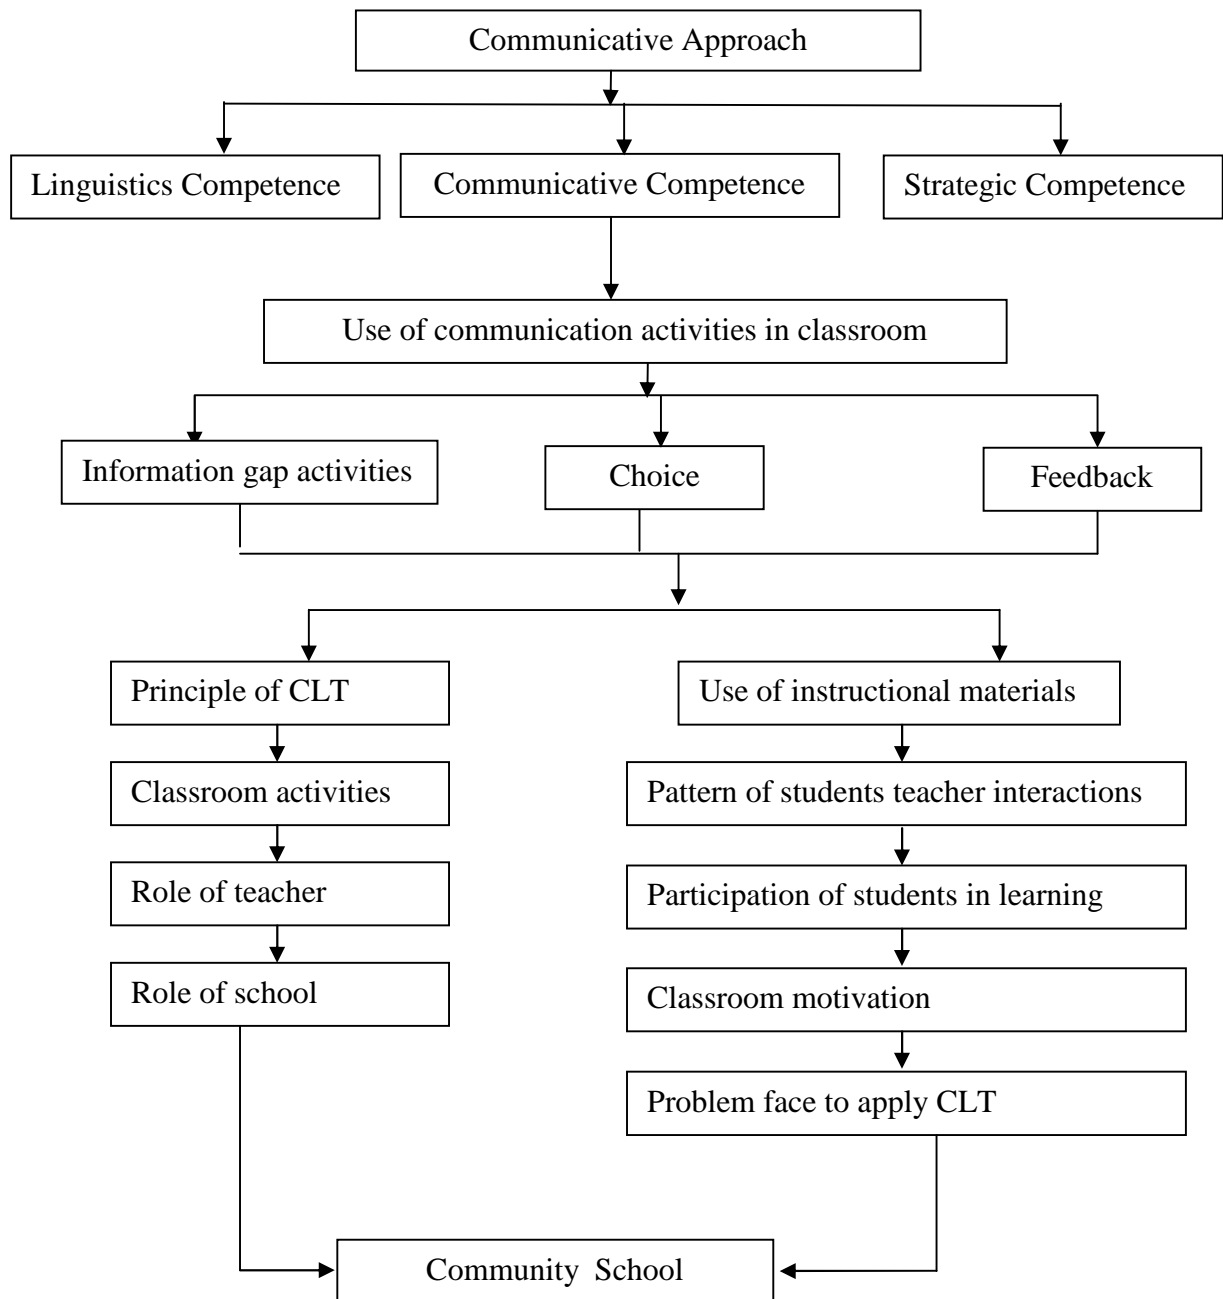 Communicative Approach
Linguistics Competence
Communicative Competence
Strategic Competence
Use of communication activities in classroom
Information gap activities
Choice
Feedback
Principle of CLT
Classroom activities
Role of teacher
Role of school
Use of instructional materials
Pattern of students teacher interactions
Participation of students in learning
Classroom motivation
Problem face to apply CLT
Community School